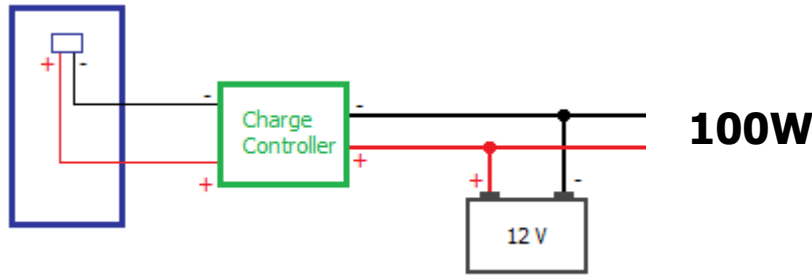 + -
-
Charge
Controller
+
-
+
100W
+ -
12 V